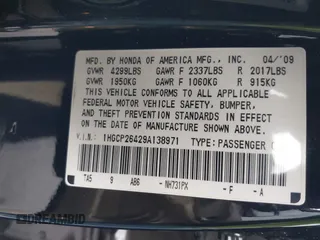 MFD. BY HONDA OF AMERICA MFG., INC. 04/'09
GVWR 4299LBS GAWR F 2337LBS R 2017LBS
GVWR 1950KG GAWR F 1060KG R 915KG
THIS VEHICLE CONFORMS TO ALL APPLICABLE
FEDERAL MOTOR VEHICLE SAFETY, BUMPER,
AND THEFT PREVENTION STANDARDS IN EFFECT
ON THE DATE OF MANUFACTURE SHOWN ABOVE.
V.I.N.: 1HGCP26429A138971 TYPE: PASSENGER
TA5 9 AB6 NH731PX F A